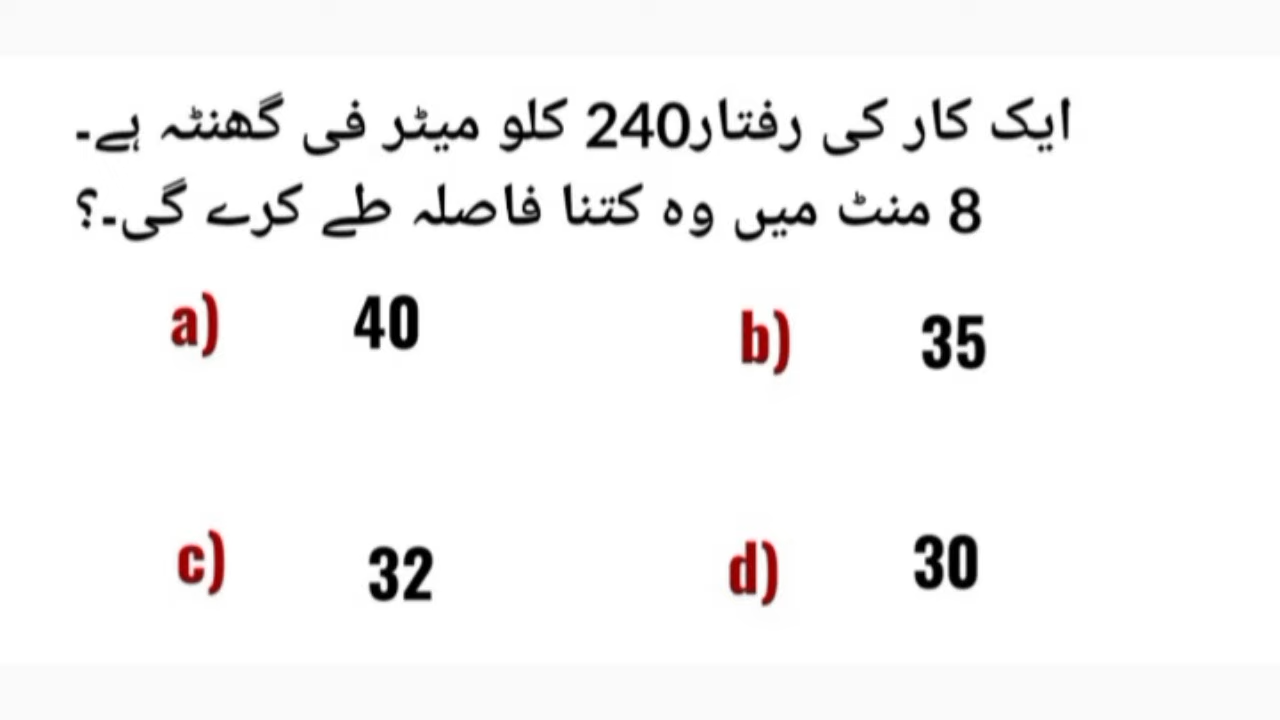 ایک کار کی رفتار240 کلو میٹر فی گھنٹہ ہے۔
8 منٹ میں وہ کتنا فاصلہ طے کرے گی۔؟
a) 40
b) 35
c) 32
d) 30